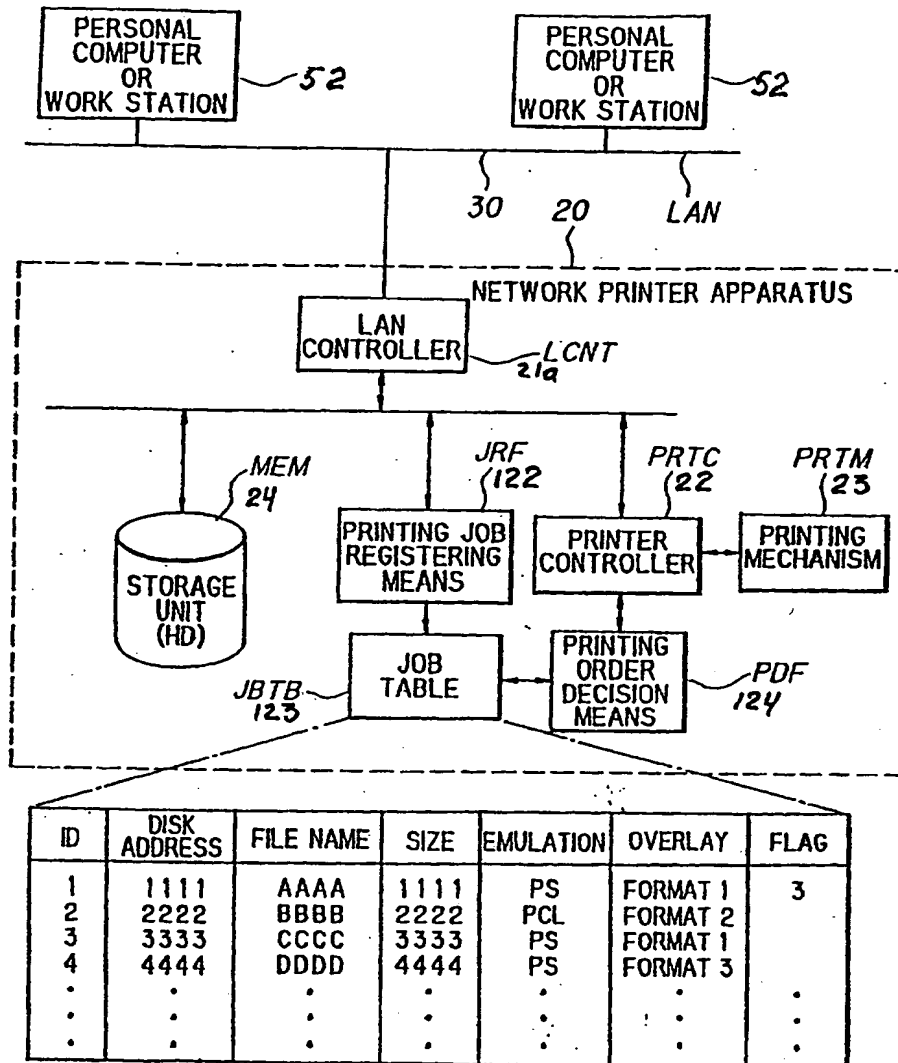 PERSONAL
COMPUTER
OR
WORK STATION
52
PERSONAL
COMPUTER
OR
WORK STATION
52
30
20
LAN
NETWORK PRINTER APPARATUS
LAN
CONTROLLER
LCNT
21a
MEM
24
STORAGE
UNIT
(HD)
JRF
122
PRINTING JOB
REGISTERING
MEANS
PRTC
22
PRINTER
CONTROLLER
PRTM
23
PRINTING
MECHANISM
JBTB
123
JOB
TABLE
PRINTING
ORDER
DECISION
MEANS
PDF
124
ID DISK ADDRESS FILE NAME SIZE EMULATION OVERLAY FLAG
1 1111 AAAA 1111 PS FORMAT 1 3
2 2222 BBBB 2222 PCL FORMAT 2
3 3333 CCCC 3333 PS FORMAT 1
4 4444 DDDD 4444 PS FORMAT 3